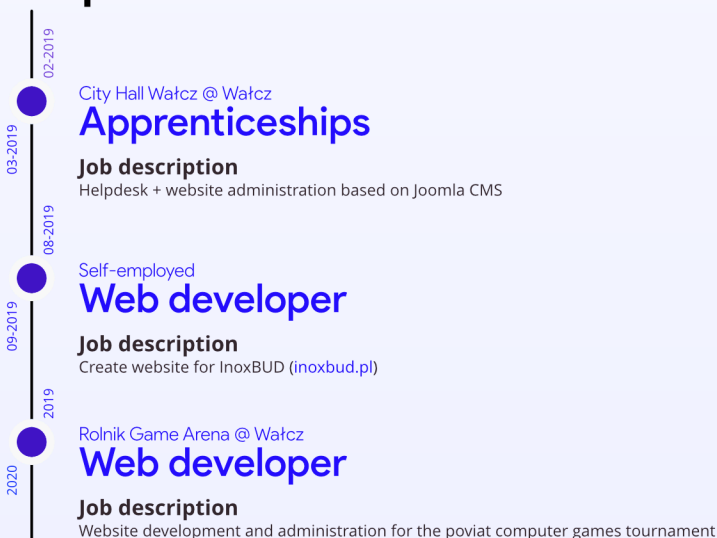 02-2019
03-2019
City Hall Wałcz @ Wałcz
Apprenticeships
Job description
Helpdesk + website administration based on Joomla CMS
08-2019
09-2019
Self-employed
Web developer
Job description
Create website for InoxBUD (inoxbud.pl)
2019
2020
Rolnik Game Arena @ Wałcz
Web developer
Job description
Website development and administration for the poviat computer games tournament